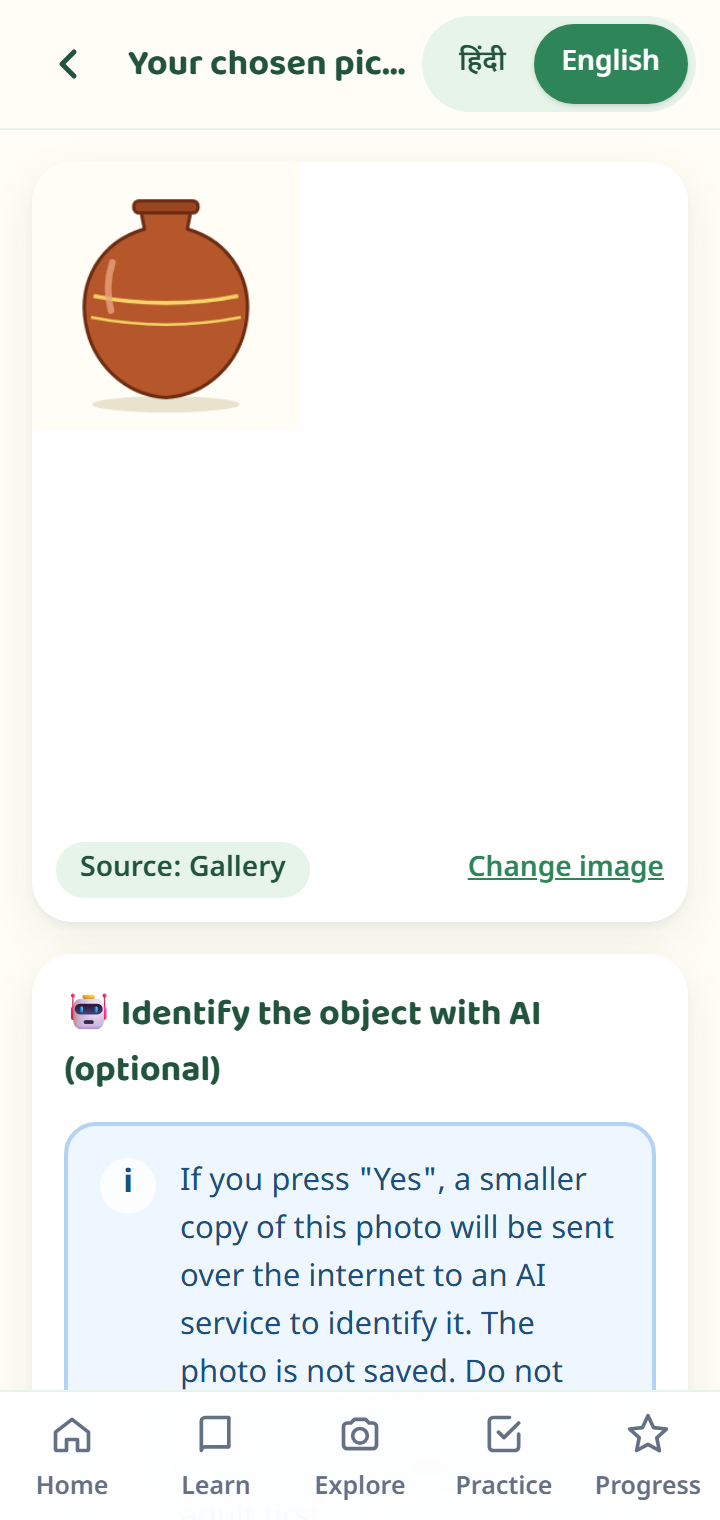 Your chosen pic...
हिंदी
English
Source: Gallery
Change image
Identify the object with AI
(optional)
i
If you press "Yes", a smaller
copy of this photo will be sent
over the internet to an AI
service to identify it. The
photo is not saved. Do not
Home
Learn
Explore
Practice
Progress